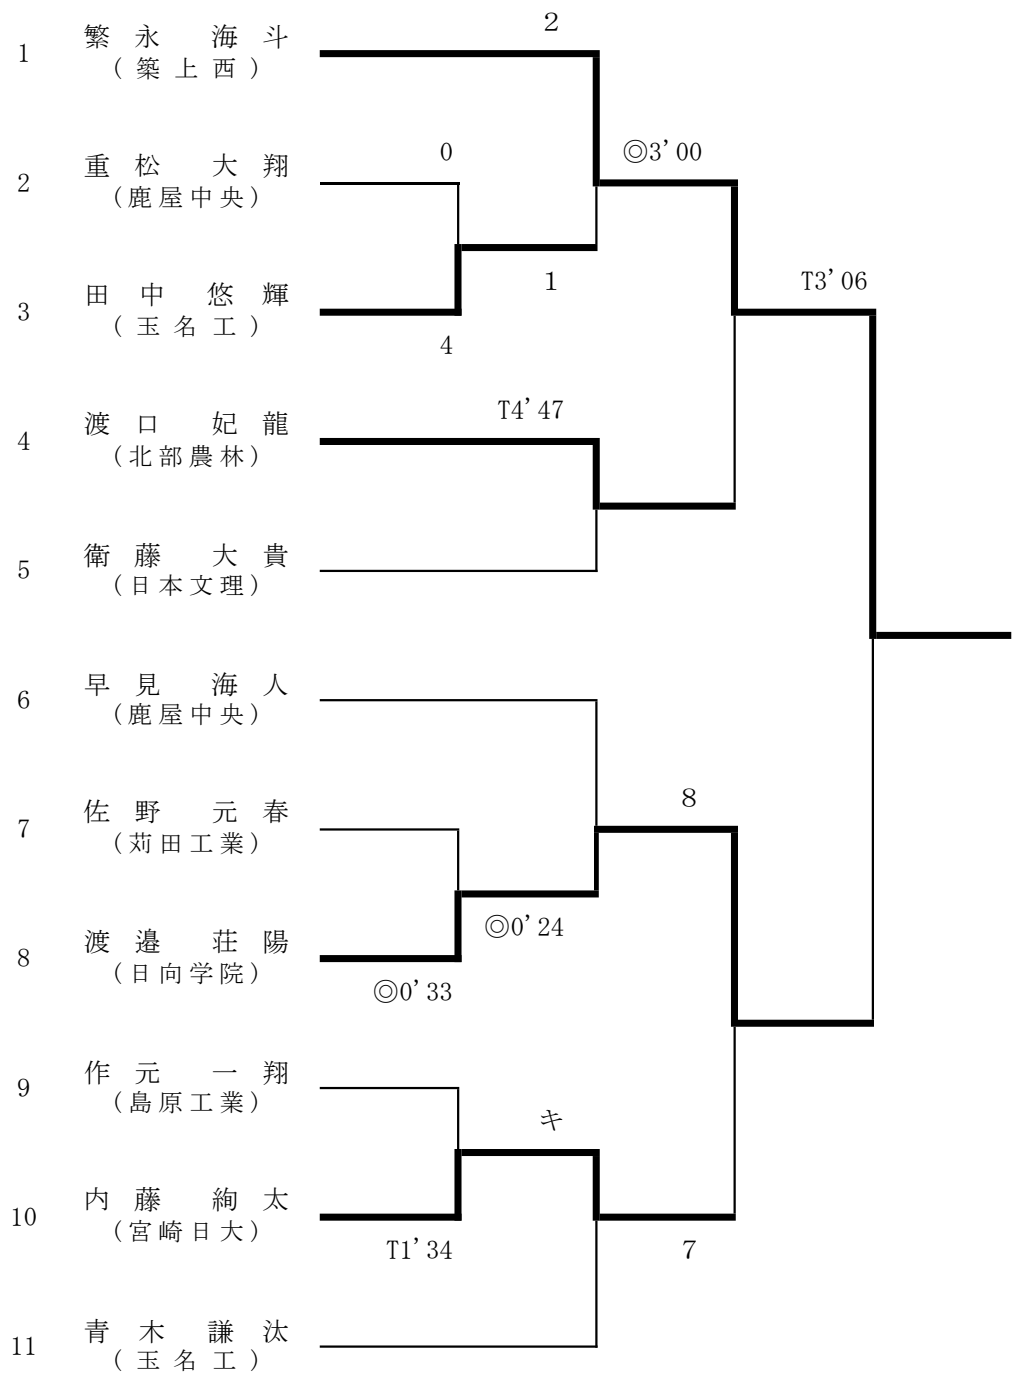 2
繁永 海斗
1
(築上西)
0
◎3’00
重松 大翔
2
(鹿屋中央)
1
T3’06
田中 悠輝
3
(玉名工)
4
T4’47
渡口 妃龍
4
(北部農林)
衛藤 大貴
5
(日本文理)
早見 海人
6
(鹿屋中央)
8
佐野 元春
7
(苅田工業)
◎0’24
渡邉 荘陽
8
(日向学院)
◎0’33
作元 一翔
9
(島原工業)
キ
内藤 絢太
10
(宮崎日大)
T1’34
7
青木 謙汰
11
(玉名工)